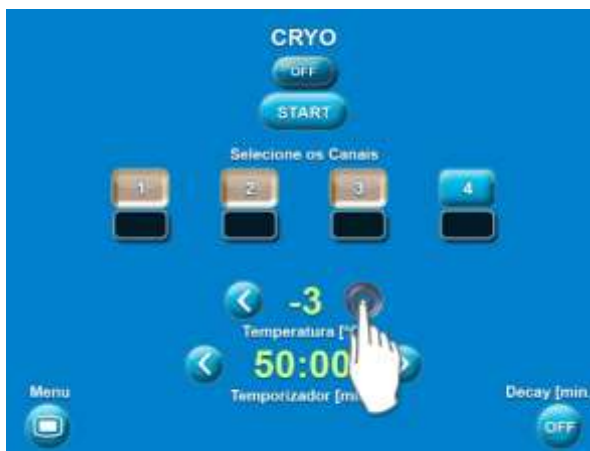 CRYO
OFF
START
Selecione os Canais
1 2 3 4
-3
Temperatura
50:00
Temporizador
Menu
Decay [min.
OFF